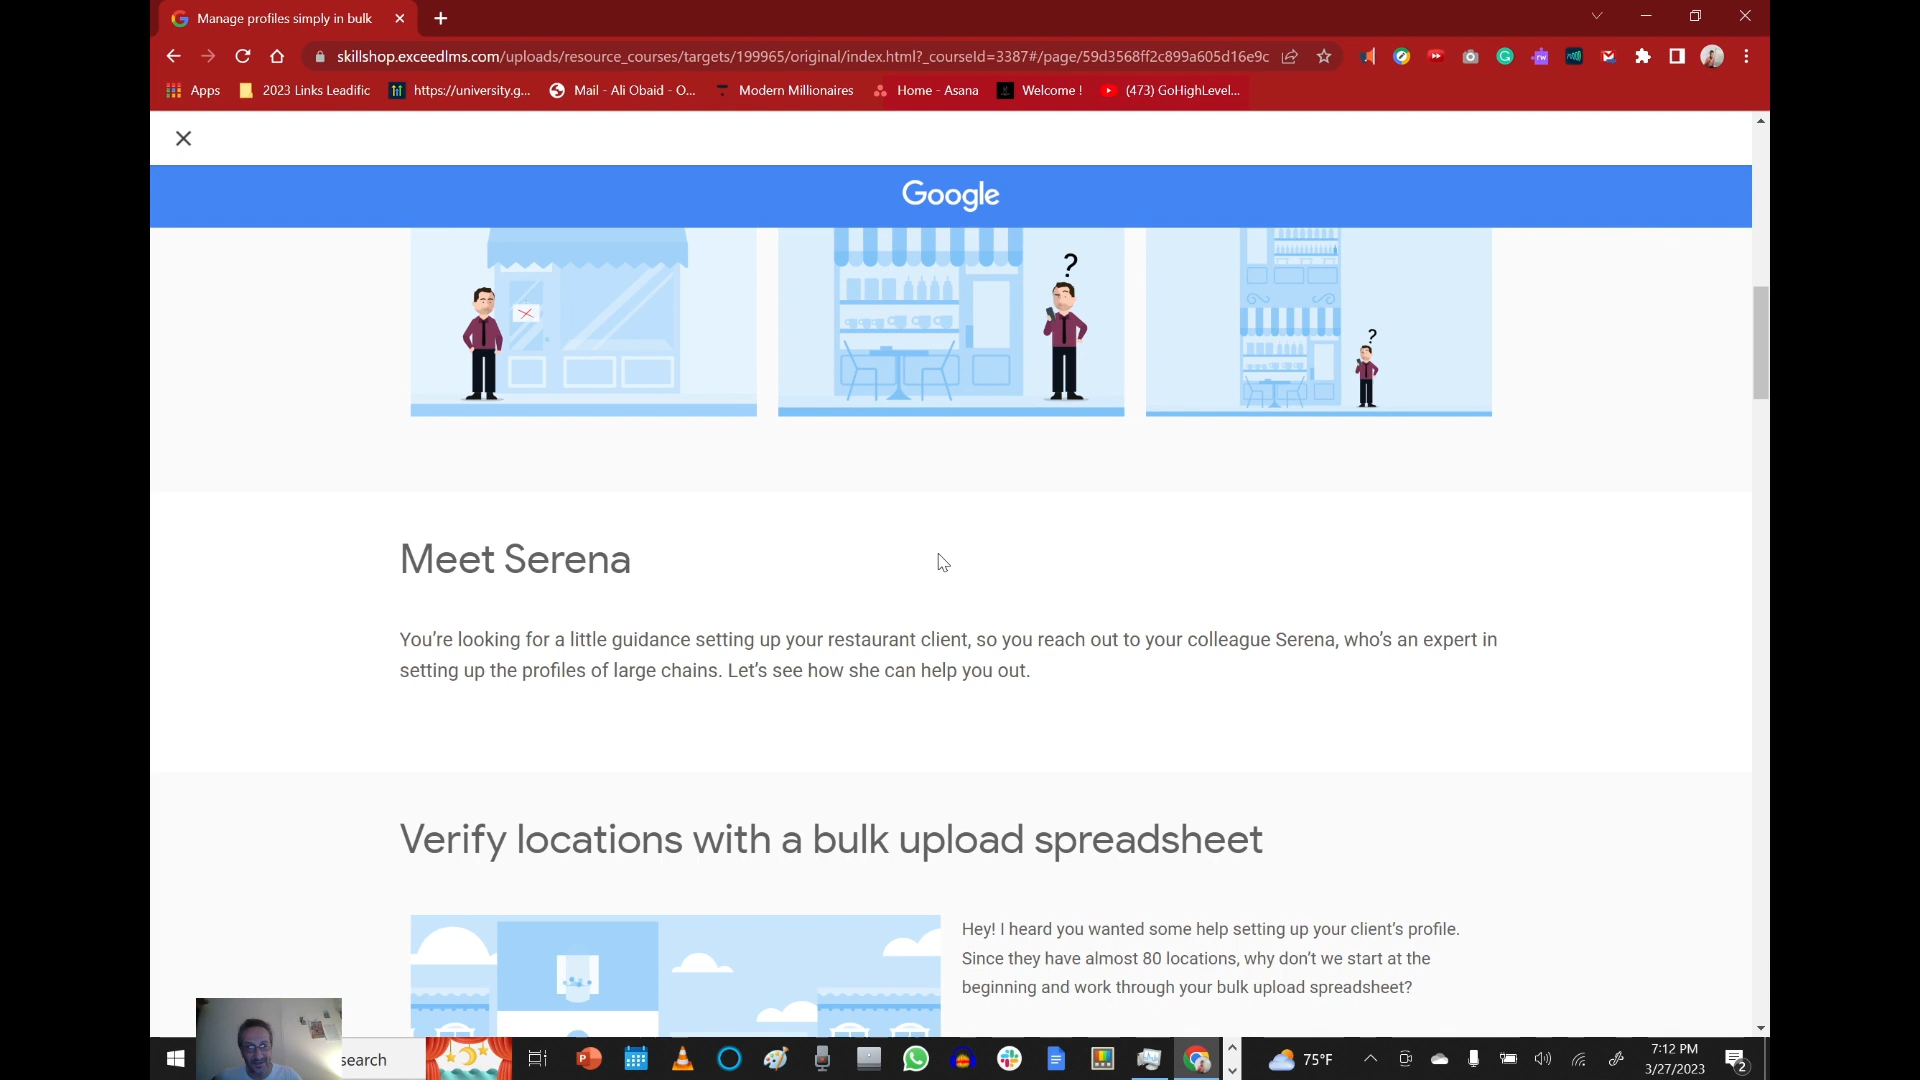 Manage profiles simply in bulk
skillshop.exceedlms.com/uploads/resource_courses/targets/199965/original/index.html?_courseId=3387#/page/59d3568ff2c899a605d16e9c
Apps 2023 Links Leadific https://university.g... Mail - Ali Obaid - O... Modern Millionaires Home - Asana Welcome ! (473) GoHighLevel...
Google
?
?
Meet Serena
You're looking for a little guidance setting up your restaurant client, so you reach out to your colleague Serena, who's an expert in
setting up the profiles of large chains. Let's see how she can help you out.
Verify locations with a bulk upload spreadsheet
Hey! I heard you wanted some help setting up your client's profile.
Since they have almost 80 locations, why don't we start at the
beginning and work through your bulk upload spreadsheet?
search
75°F
7:12 PM
3/27/2023
2